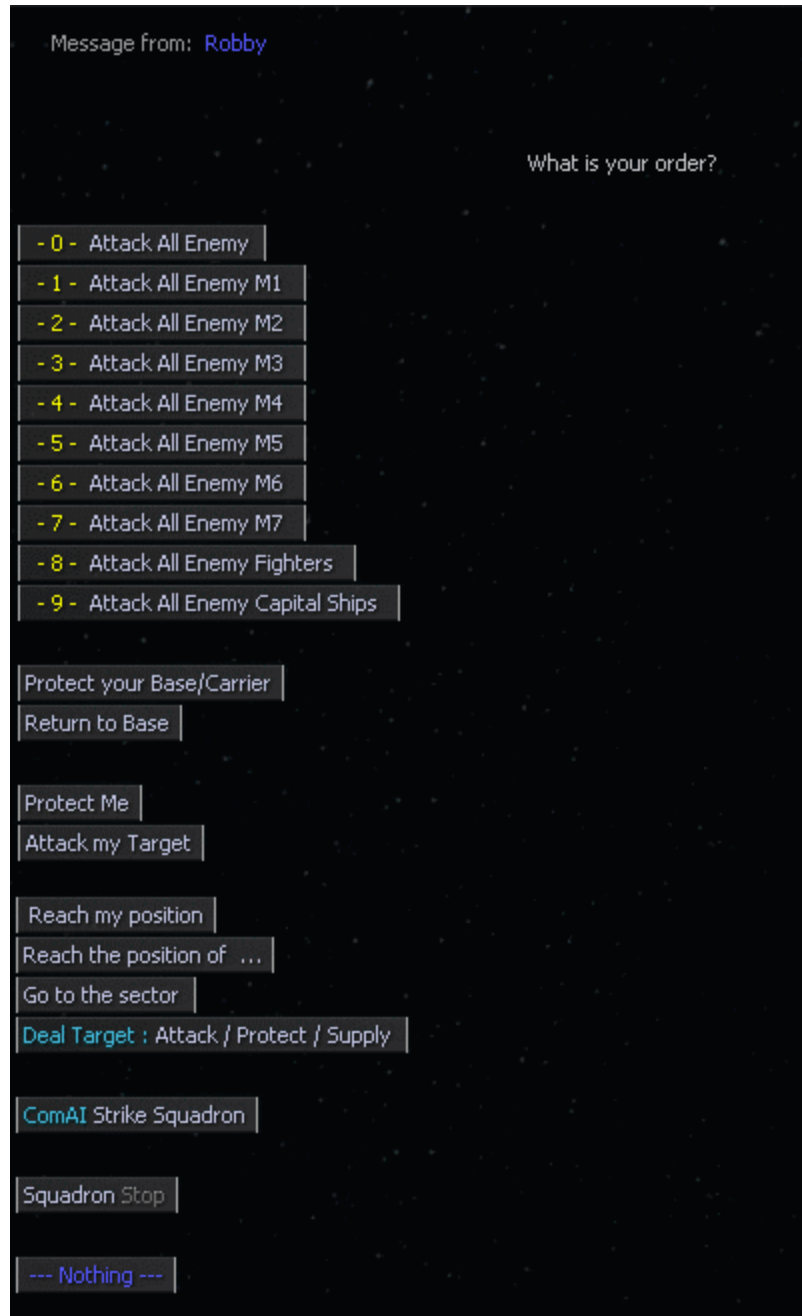 Message from: Robby
What is your order?
- 0 - Attack All Enemy
- 1 - Attack All Enemy M1
- 2 - Attack All Enemy M2
- 3 - Attack All Enemy M3
- 4 - Attack All Enemy M4
- 5 - Attack All Enemy M5
- 6 - Attack All Enemy M6
- 7 - Attack All Enemy M7
- 8 - Attack All Enemy Fighters
- 9 - Attack All Enemy Capital Ships
Protect your Base/Carrier
Return to Base
Protect Me
Attack my Target
Reach my position
Reach the position of ...
Go to the sector
Deal Target : Attack / Protect / Supply
ComAI Strike Squadron
Squadron Stop
--- Nothing ---